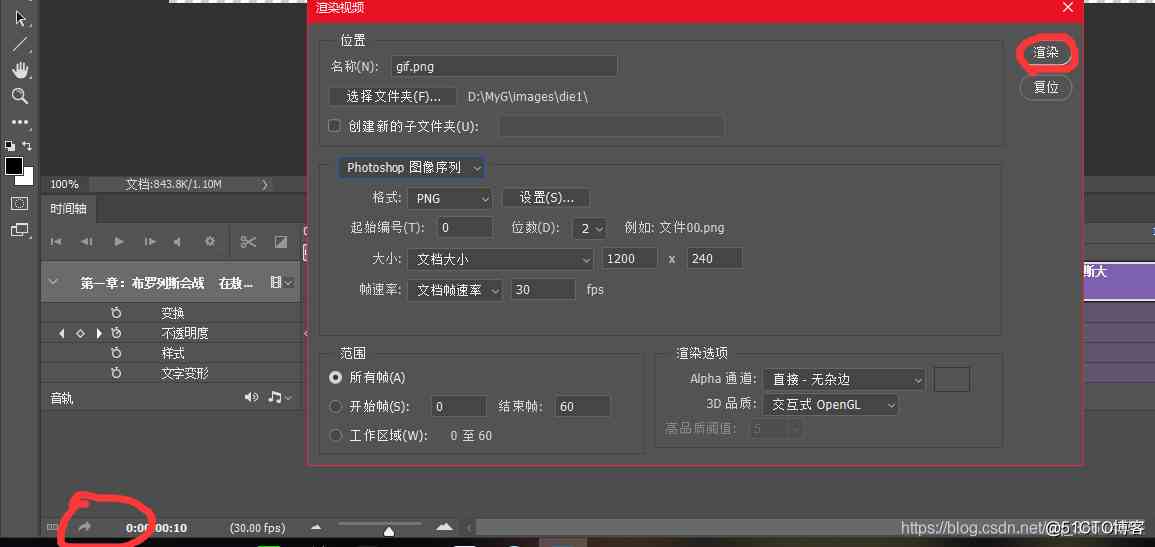 渲染视频
位置
名称(N): gif.png
渲染
选择文件夹(F)... D:\MyG\images\die1\
复位
创建新的子文件夹(U):
Photoshop 图像序列
格式: PNG 设置(S)...
起始编号(T): 0 位数(D): 2 例如: 文件00.png
大小: 文档大小 1200 x 240
帧速率: 文档帧速率 30 fps
范围
所有帧(A)
开始帧(S): 0 结束帧: 60
工作区域(W): 0 至 60
渲染选项
Alpha 通道: 直接 - 无杂边
3D 品质: 交互式 OpenGL
高品质阈值: 5
100% 文档:843.8K/1.10M
时间轴
第一章：布罗列斯会战 在敖...
斯大
变换
不透明度
样式
文字变形
音轨
0:00:00:10 (30.00 fps)
@51CTO博客